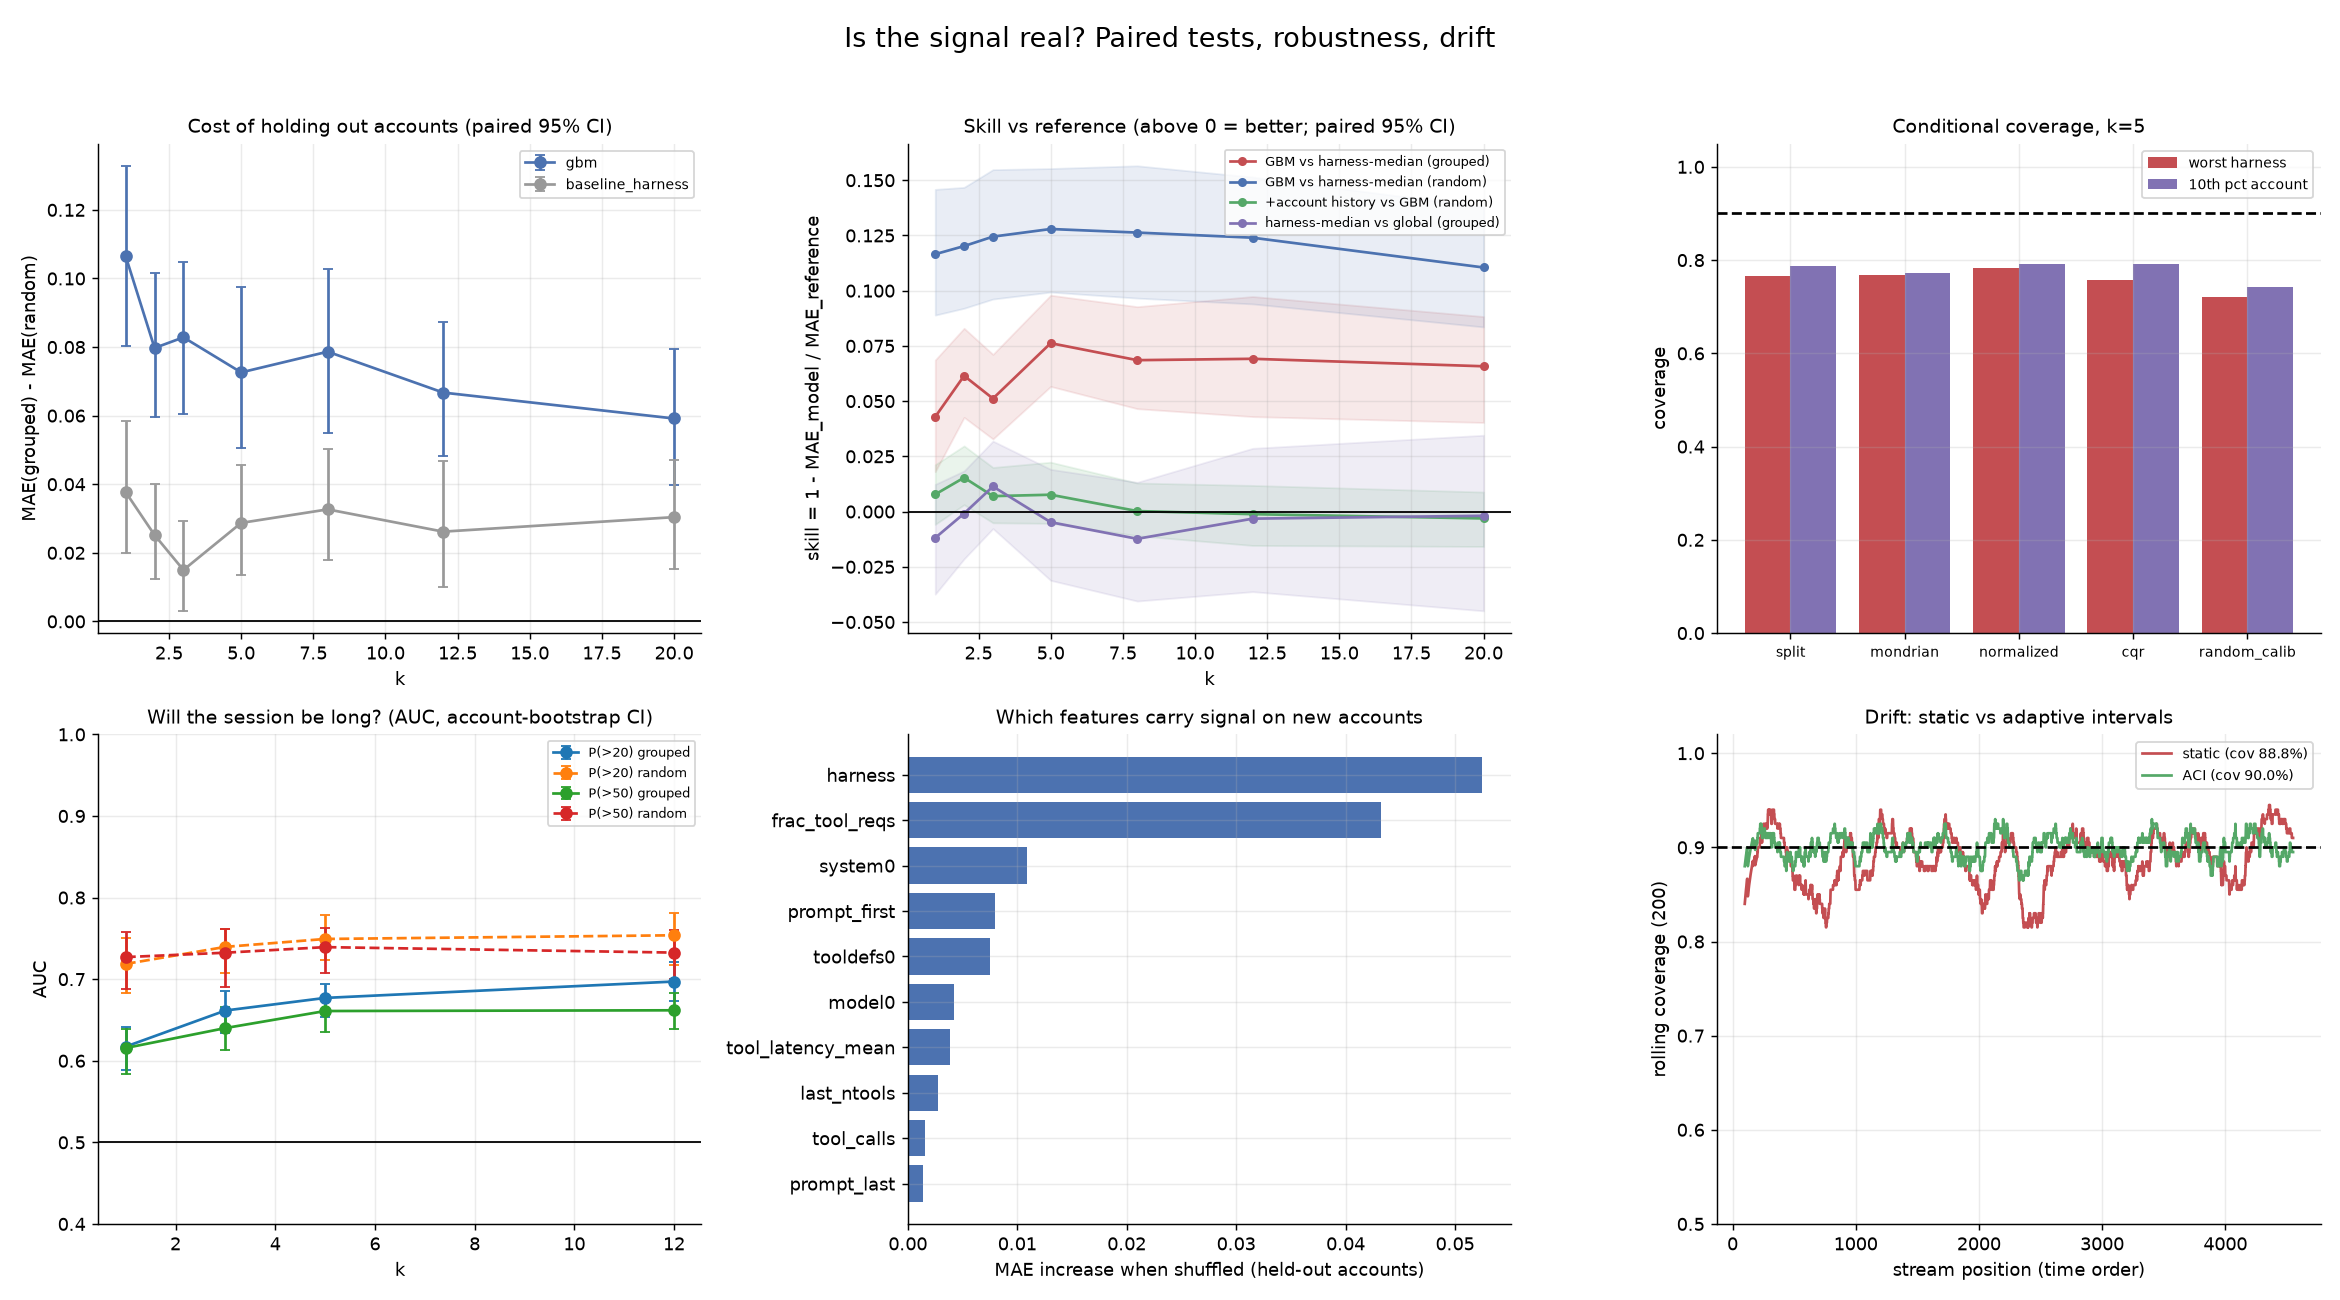 Is the signal real? Paired tests, robustness, drift
Cost of holding out accounts (paired 95% CI)
gbm
baseline_harness
MAE(grouped) - MAE(random)
0.12
0.10
0.08
0.06
0.04
0.02
0.00
2.5 5.0 7.5 10.0 12.5 15.0 17.5 20.0
k
Skill vs reference (above 0 = better; paired 95% CI)
GBM vs harness-median (grouped)
GBM vs harness-median (random)
+account history vs GBM (random)
harness-median vs global (grouped)
skill = 1 - MAE_model / MAE_reference
0.150
0.125
0.100
0.075
0.050
0.025
0.000
−0.025
−0.050
2.5 5.0 7.5 10.0 12.5 15.0 17.5 20.0
k
Conditional coverage, k=5
worst harness
10th pct account
coverage
1.0
0.8
0.6
0.4
0.2
0.0
split mondrian normalized cqr random_calib
Will the session be long? (AUC, account-bootstrap CI)
P(>20) grouped
P(>20) random
P(>50) grouped
P(>50) random
AUC
1.0
0.9
0.8
0.7
0.6
0.5
0.4
2 4 6 8 10 12
k
Which features carry signal on new accounts
harness
frac_tool_reqs
system0
prompt_first
tooldefs0
model0
tool_latency_mean
last_ntools
tool_calls
prompt_last
0.00 0.01 0.02 0.03 0.04 0.05
MAE increase when shuffled (held-out accounts)
Drift: static vs adaptive intervals
static (cov 88.8%)
ACI (cov 90.0%)
rolling coverage (200)
1.0
0.9
0.8
0.7
0.6
0.5
0 1000 2000 3000 4000
stream position (time order)